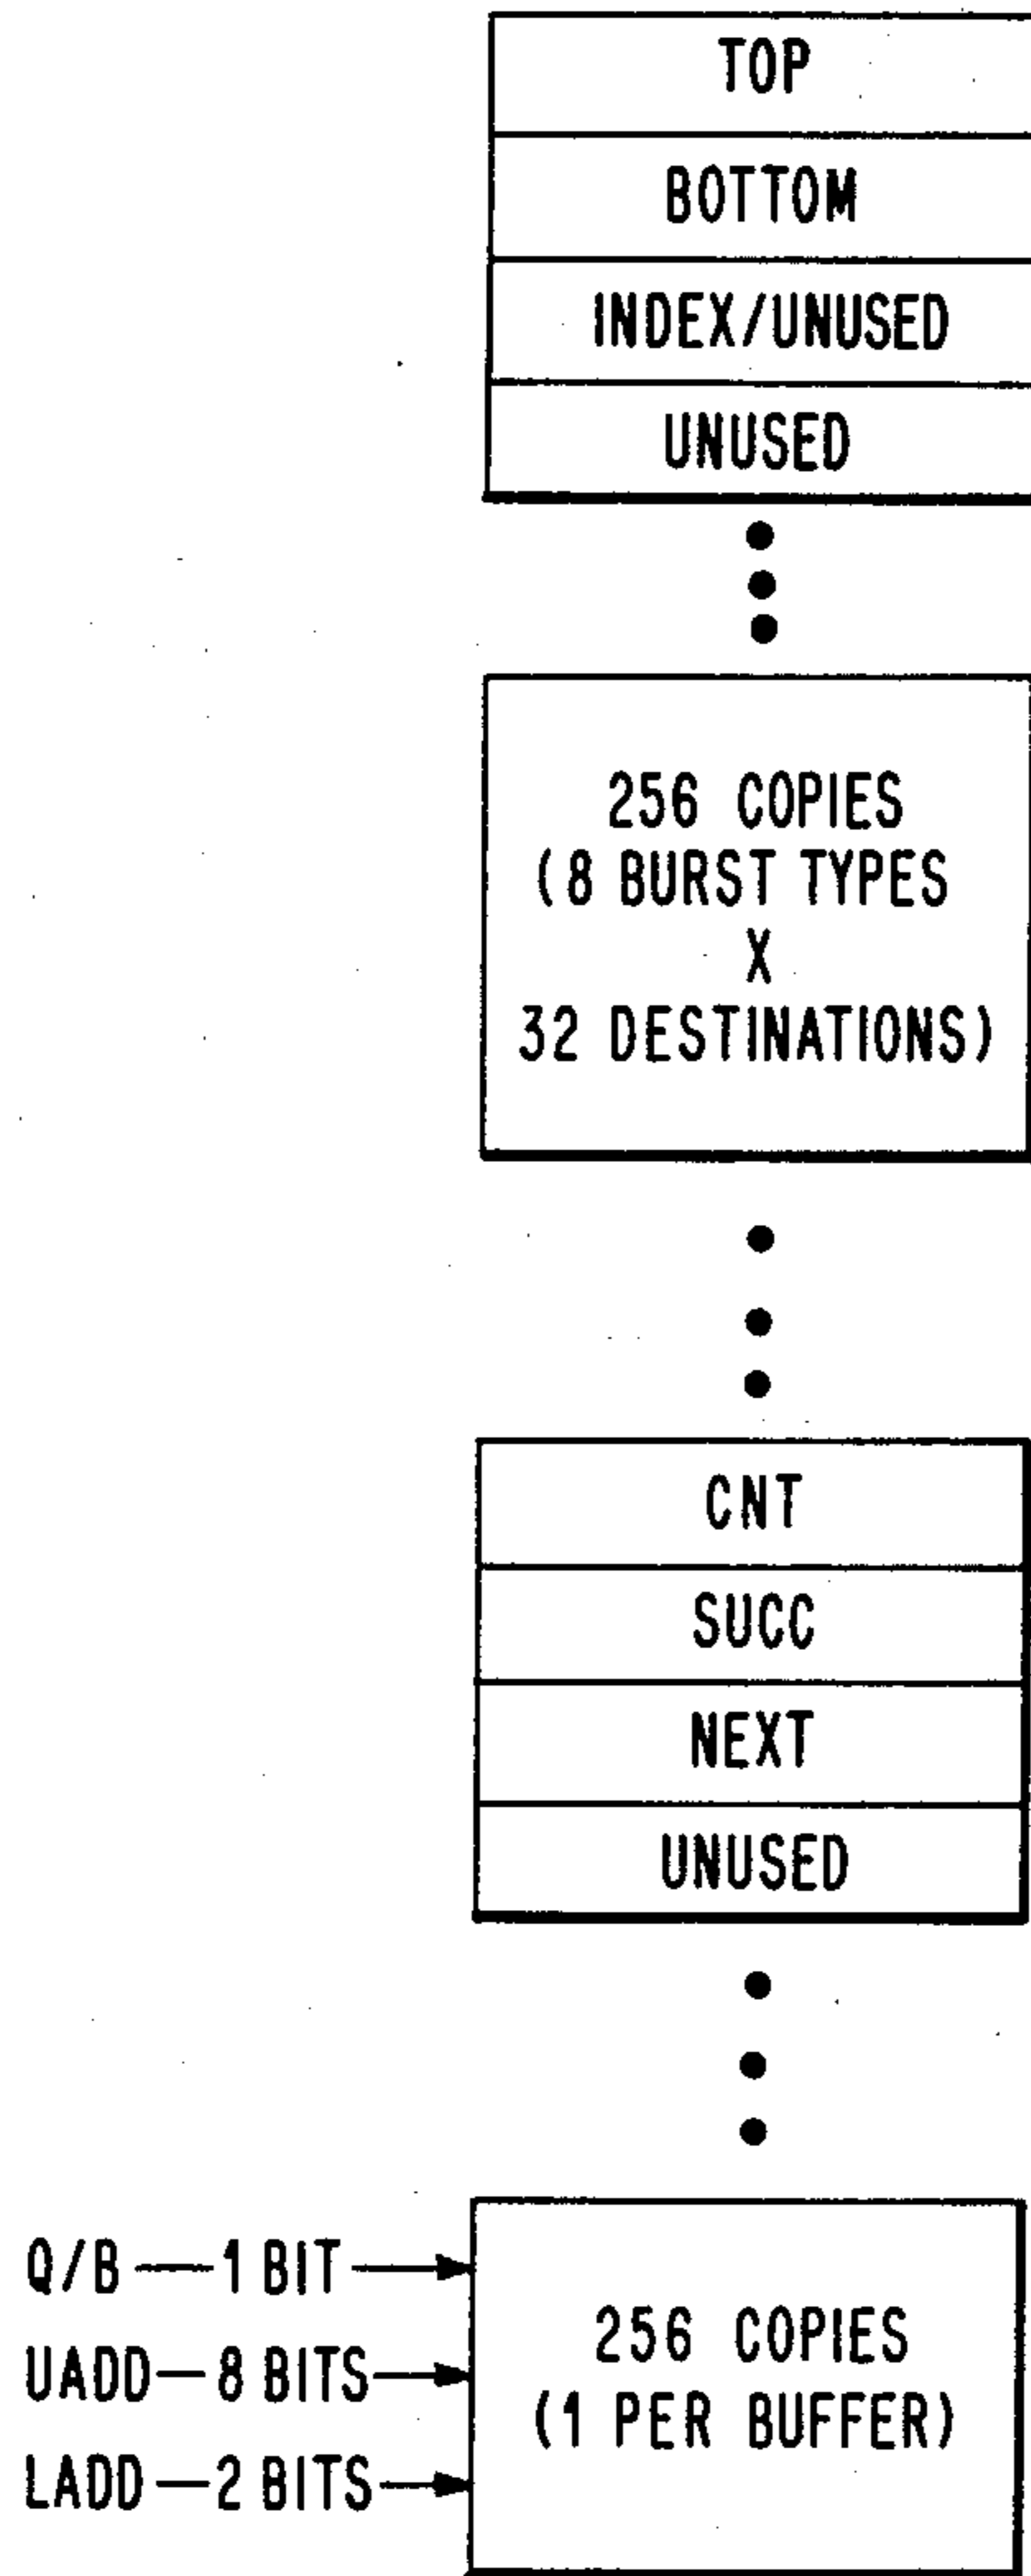 TOP
BOTTOM
INDEX/UNUSED
UNUSED
256 COPIES
(8 BURST TYPES
X
32 DESTINATIONS)
CNT
SUCC
NEXT
UNUSED
Q/B — 1 BIT
UADD — 8 BITS
LADD — 2 BITS
256 COPIES
(1 PER BUFFER)